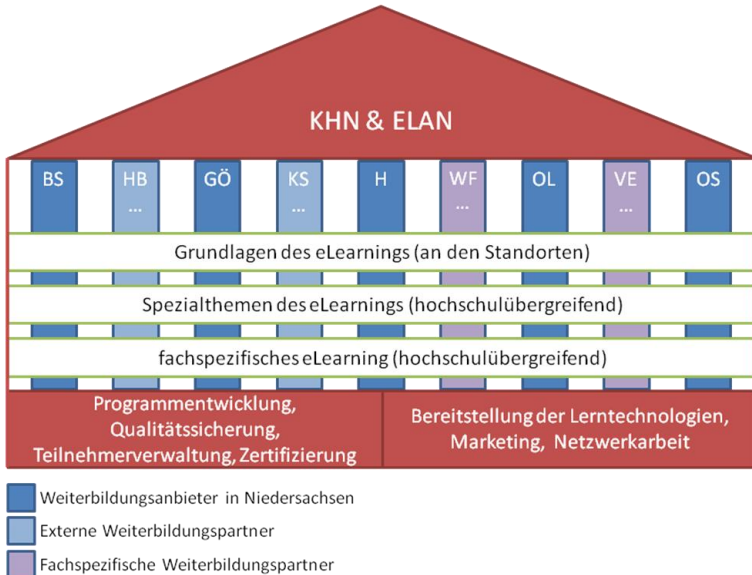 KHN & ELAN
BS HB GÖ KS H WF OL VE OS
... ... ... ...
Grundlagen des eLearnings (an den Standorten)
Spezialthemen des eLearnings (hochschulübergreifend)
fachspezifisches eLearning (hochschulübergreifend)
Programmentwicklung,
Qualitätssicherung,
Teilnehmerverwaltung, Zertifizierung
Bereitstellung der Lerntechnologien,
Marketing, Netzwerkarbeit
Weiterbildungsanbieter in Niedersachsen
Externe Weiterbildungspartner
Fachspezifische Weiterbildungspartner